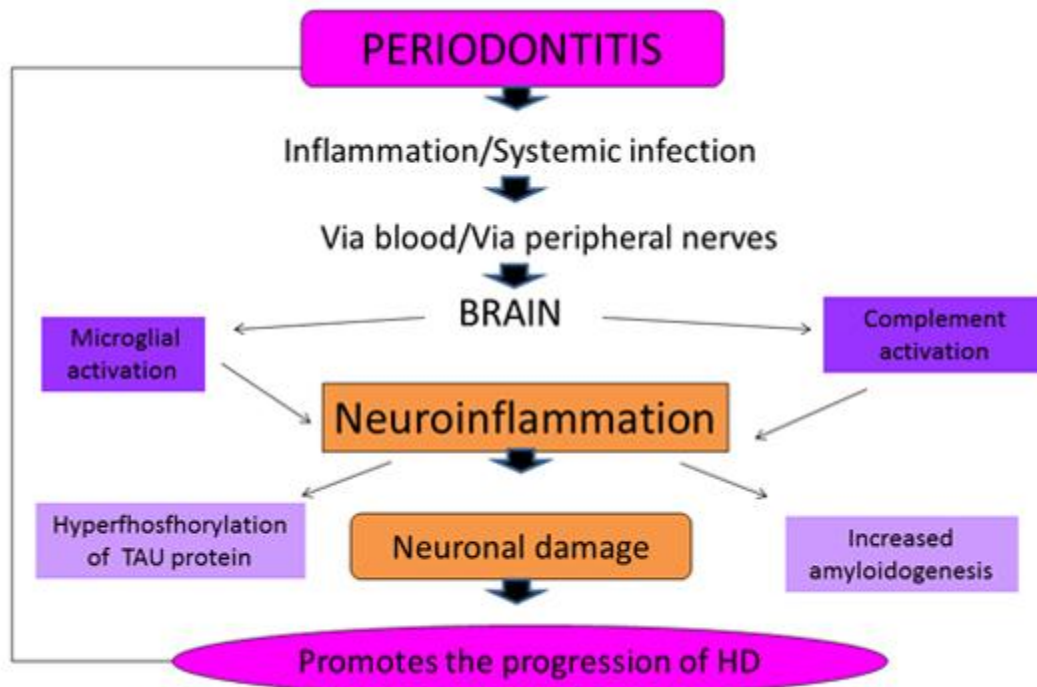 PERIODONTITIS
Inflammation/Systemic infection
Via blood/Via peripheral nerves
BRAIN
Microglial
activation
Complement
activation
Neuroinflammation
Hyperfhosfhorylation
of TAU protein
Neuronal damage
Increased
amyloidogenesis
Promotes the progression of HD